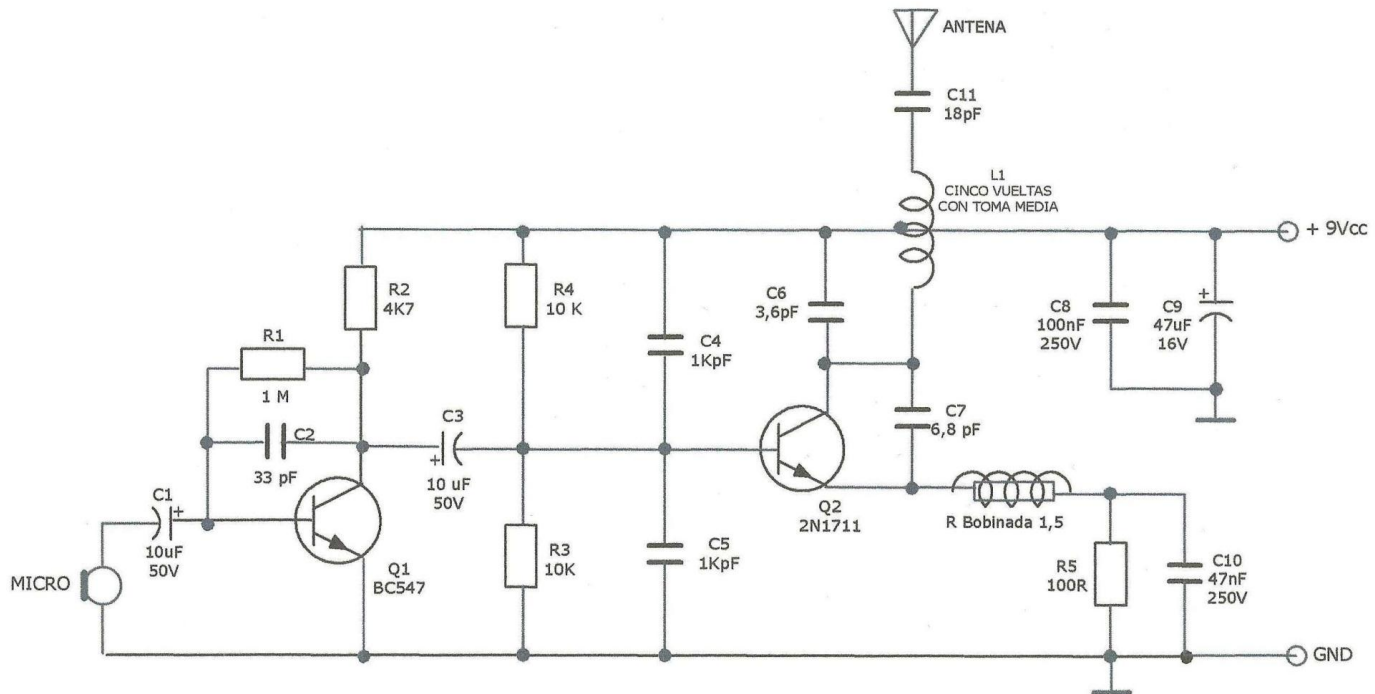 ANTENA
C11
18pF
L1
CINCO VUELTAS
CON TOMA MEDIA
+ 9Vcc
R2
4K7
R4
10 K
C6
3,6pF
C8
100nF
250V
+
C9
47uF
16V
R1
1 M
C4
1KpF
C2
33 pF
C3
+
10 uF
50V
C7
6,8 pF
C1
+
10uF
50V
Q2
2N1711
R Bobinada 1,5
MICRO
Q1
BC547
R3
10K
C5
1KpF
R5
100R
C10
47nF
250V
GND